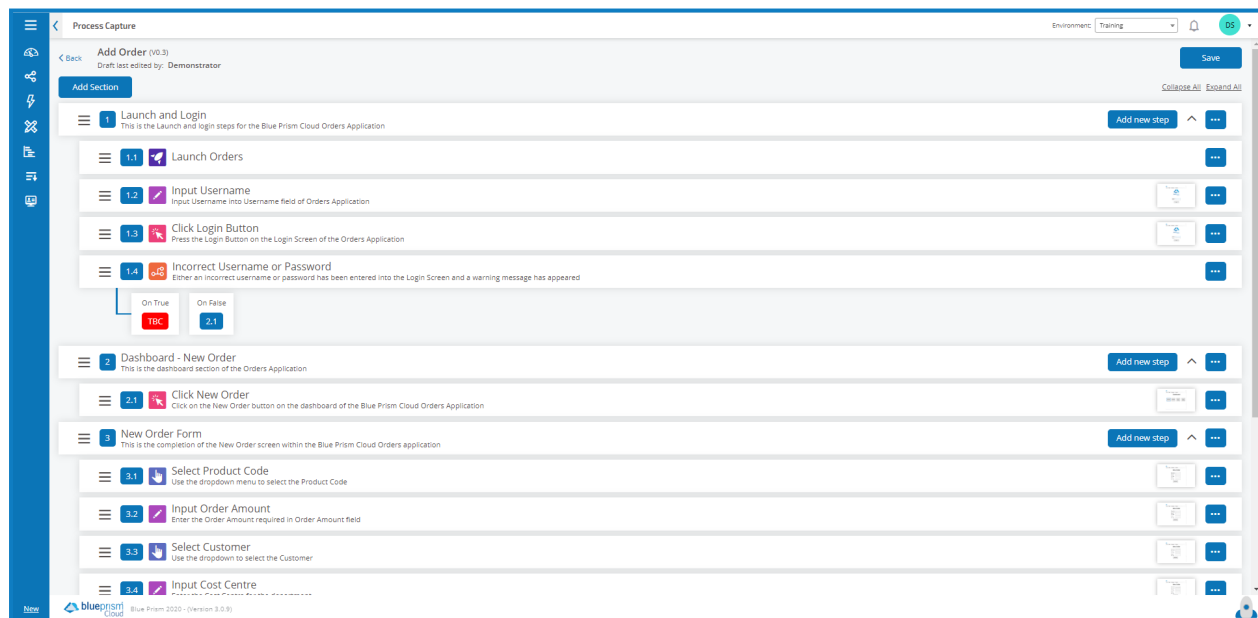 Process Capture
Environment: Training
DS
Back
Add Order (V0.3)
Draft last edited by: Demonstrator
Save
Add Section
Collapse All Expand All
1 Launch and Login
This is the Launch and login steps for the Blue Prism Cloud Orders Application
Add new step
1.1 Launch Orders
1.2 Input Username
Input Username into Username field of Orders Application
1.3 Click Login Button
Press the Login Button on the Login Screen of the Orders Application
1.4 Incorrect Username or Password
Either an incorrect username or password has been entered into the Login Screen and a warning message has appeared
On True On False
TBC 2.1
2 Dashboard - New Order
This is the dashboard section of the Orders Application
Add new step
2.1 Click New Order
Click on the New Order button on the dashboard of the Blue Prism Cloud Orders Application
3 New Order Form
This is the completion of the New Order screen within the Blue Prism Cloud Orders application
Add new step
3.1 Select Product Code
Use the dropdown menu to select the Product Code
3.2 Input Order Amount
Enter the Order Amount required in Order Amount field
3.3 Select Customer
Use the dropdown to select the Customer
3.4 Input Cost Centre
New
blueprism
Cloud
Blue Prism 2020 - (Version 3.0.9)